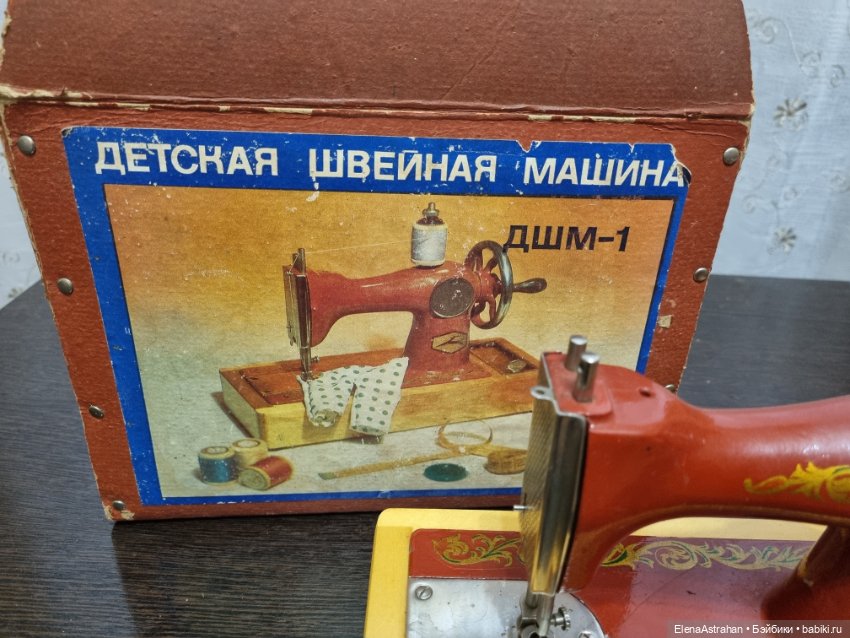 ДЕТСКАЯ ШВЕЙНАЯ МАШИНА
ДШМ-1
ElenaAstrahan • Бэйбики • babiki.ru